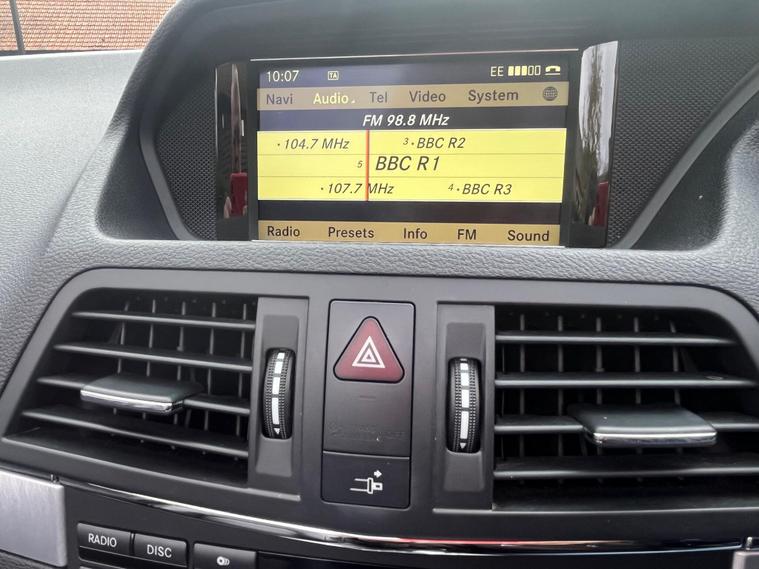 10:07 TA EE
Navi Audio Tel Video System
FM 98.8 MHz
• 104.7 MHz 3 • BBC R2
5 BBC R1
• 107.7 MHz 4 • BBC R3
Radio Presets Info FM Sound
RADIO DISC